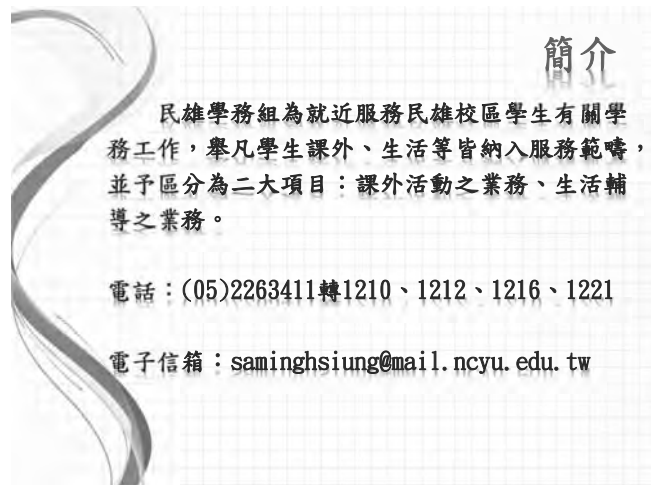 簡介
民雄學務組為就近服務民雄校區學生有關學
務工作，舉凡學生課外、生活等皆納入服務範疇，
並予區分為二大項目：課外活動之業務、生活輔
導之業務。
電話：(05)2263411轉1210、1212、1216、1221
電子信箱：saminghsiung@mail.ncyu.edu.tw